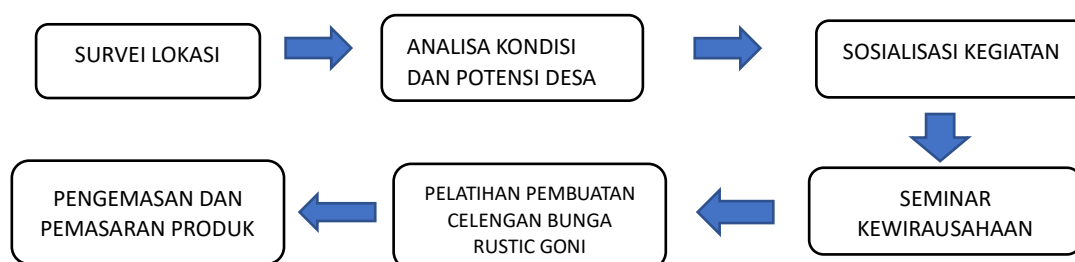 SURVEI LOKASI
ANALISA KONDISI
DAN POTENSI DESA
SOSIALISASI KEGIATAN
SEMINAR
KEWIRAUSAHAAN
PELATIHAN PEMBUATAN
CELENGAN BUNGA
RUSTIC GONI
PENGEMASAN DAN
PEMASARAN PRODUK